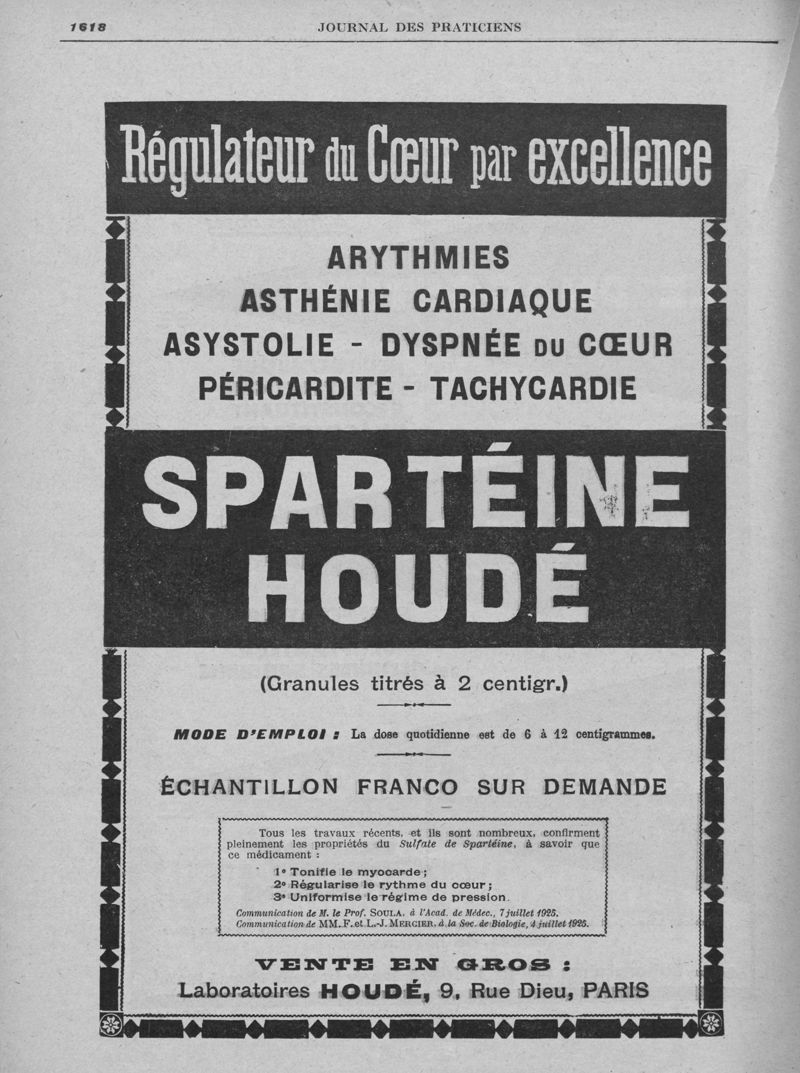 1618
JOURNAL DES PRATICIENS
Régulateur du Cœur par excellence
ARYTHMIES
ASTHÉNIE CARDIAQUE
ASYSTOLIE - DYSPNÉE DU CŒUR
PÉRICARDITE - TACHYCARDIE
SPARTÉINE
HOUDÉ
(Granules titrés à 2 centigr.)
MODE D'EMPLOI : La dose quotidienne est de 6 à 12 centigrammes.
ÉCHANTILLON FRANCO SUR DEMANDE
Tous les travaux récents, et ils sont nombreux, confirment
pleinement les propriétés du Sulfate de Spartéine, à savoir que
ce médicament :
1º Tonifie le myocarde ;
2º Régularise le rythme du cœur ;
3º Uniformise le régime de pression.
Communication de M. le Prof. SOULA, à l'Acad. de Médec., 7 juillet 1925.
Communication de MM. F. et L.-J. MERCIER, à la Soc. de Biologie, 4 juillet 1925.
VENTE EN GROS :
Laboratoires HOUDÉ, 9, Rue Dieu, PARIS